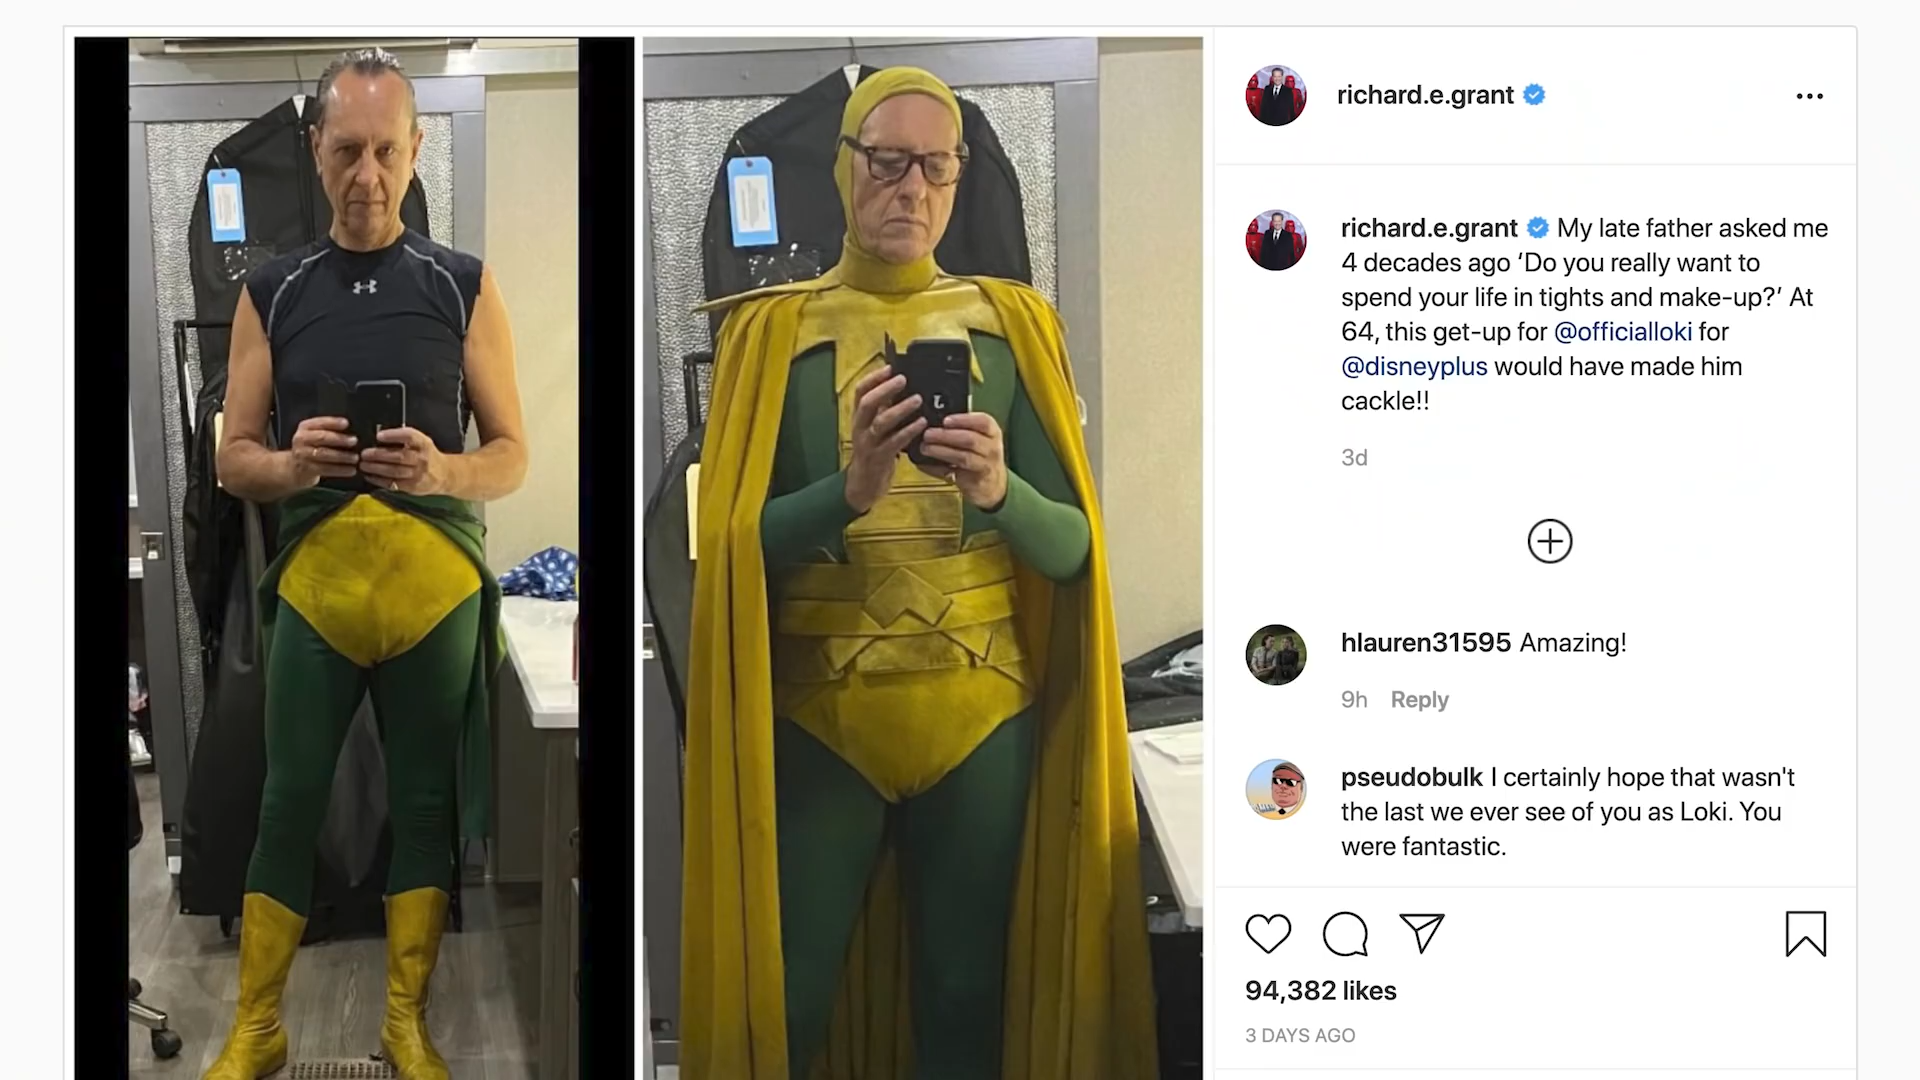 richard.e.grant
richard.e.grant My late father asked me
4 decades ago ‘Do you really want to
spend your life in tights and make-up?’ At
64, this get-up for @officialloki for
@disneyplus would have made him
cackle!!
3d
hlauren31595 Amazing!
9h Reply
pseudobulk I certainly hope that wasn't
the last we ever see of you as Loki. You
were fantastic.
94,382 likes
3 DAYS AGO